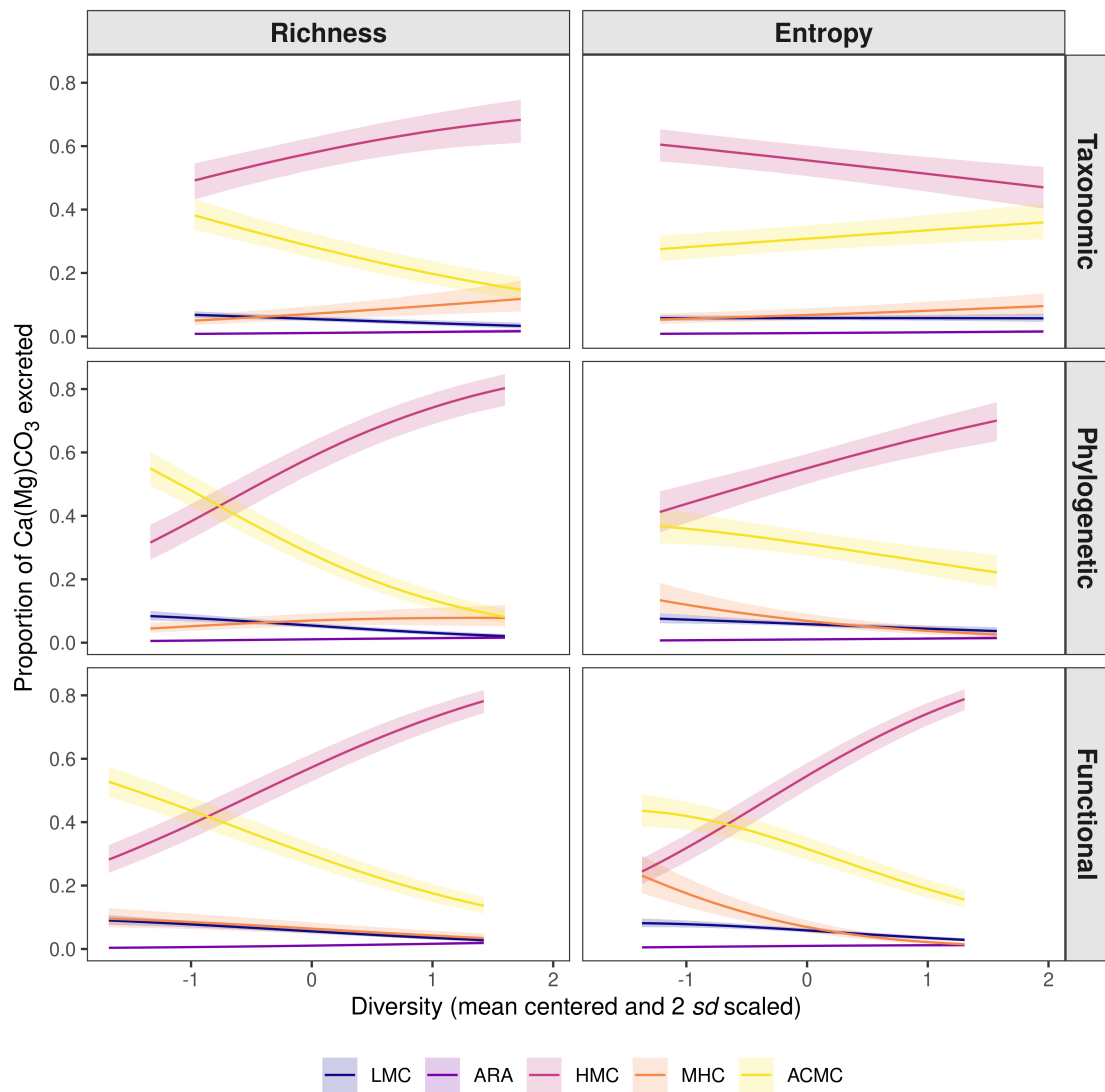 Richness
Entropy
Proportion of Ca(Mg)CO3 excreted
0.8
0.6
0.4
0.2
0.0
Taxonomic
0.8
0.6
0.4
0.2
0.0
Phylogenetic
0.8
0.6
0.4
0.2
0.0
Functional
-1 0 1 2 -1 0 1 2
Diversity (mean centered and 2 sd scaled)
LMC ARA HMC MHC ACMC